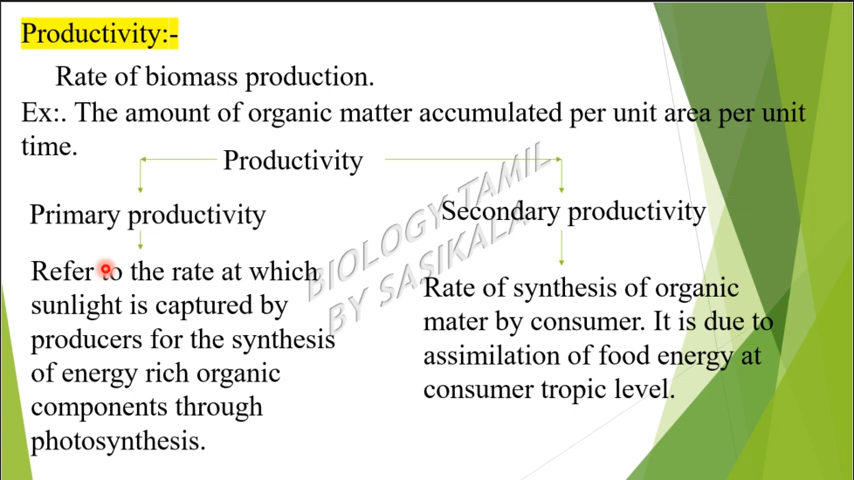 Productivity:-
Rate of biomass production.
Ex:. The amount of organic matter accumulated per unit area per unit
time.
Productivity
Primary productivity
Secondary productivity
Refer to the rate at which
sunlight is captured by
producers for the synthesis
of energy rich organic
components through
photosynthesis.
Rate of synthesis of organic
mater by consumer. It is due to
assimilation of food energy at
consumer tropic level.
BIOLOGY TAMIL
BY SASIKALA